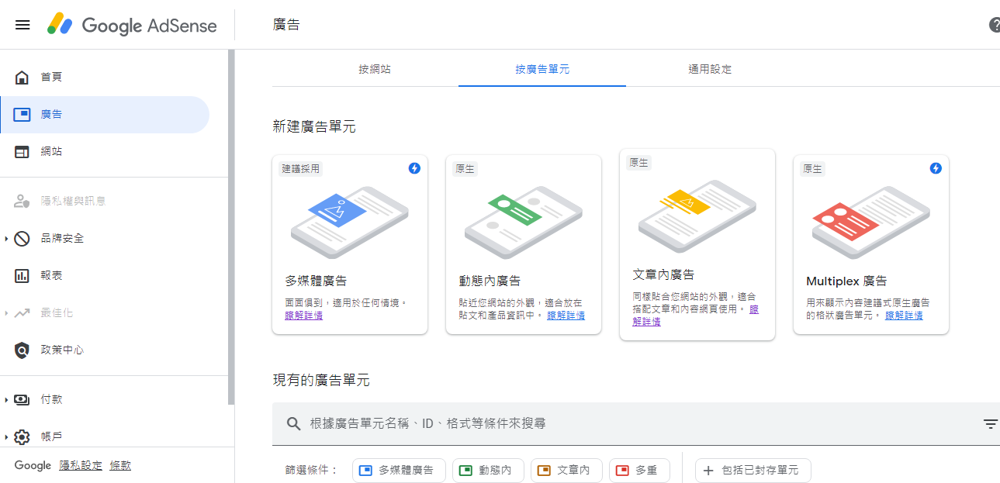 Google AdSense
廣告
首頁
廣告
網站
隱私權與訊息
品牌安全
報表
最佳化
政策中心
付款
帳戶
Google 隱私設定 條款
按網站 按廣告單元 通用設定
新建廣告單元
建議採用
多媒體廣告
面面俱到，適用於任何情境。
瞭解詳情
原生
動態內廣告
貼近您網站的外觀，適合放在
貼文和產品資訊中。 瞭解詳情
原生
文章內廣告
同樣貼合您網站的外觀，適合
搭配文章和內容網頁使用。 瞭
解詳情
原生
Multiplex 廣告
用來顯示內容建議式原生廣告
的格狀廣告單元。 瞭解詳情
現有的廣告單元
根據廣告單元名稱、ID、格式等條件來搜尋
篩選條件： 多媒體廣告 動態內 文章內 多重 包括已封存單元